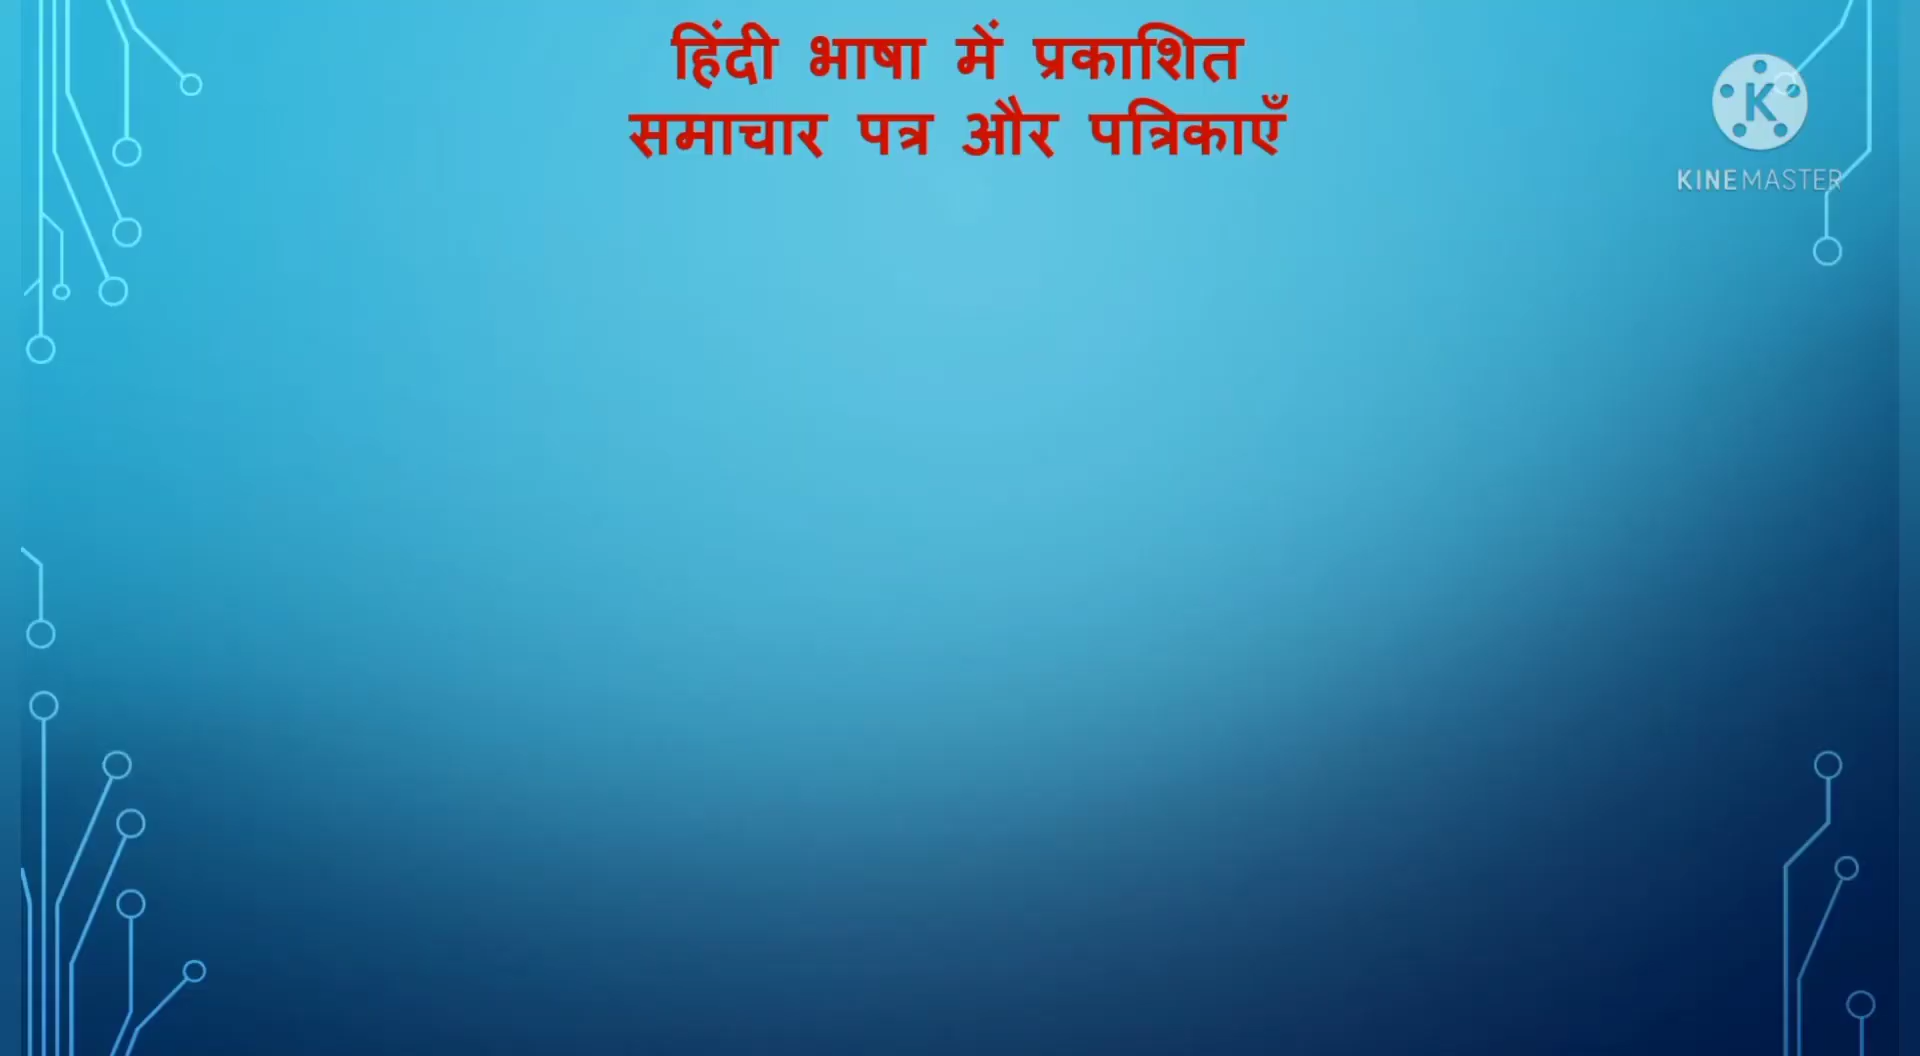 हिंदी भाषा में प्रकाशित
समाचार पत्र और पत्रिकाएँ
K
KINEMASTER